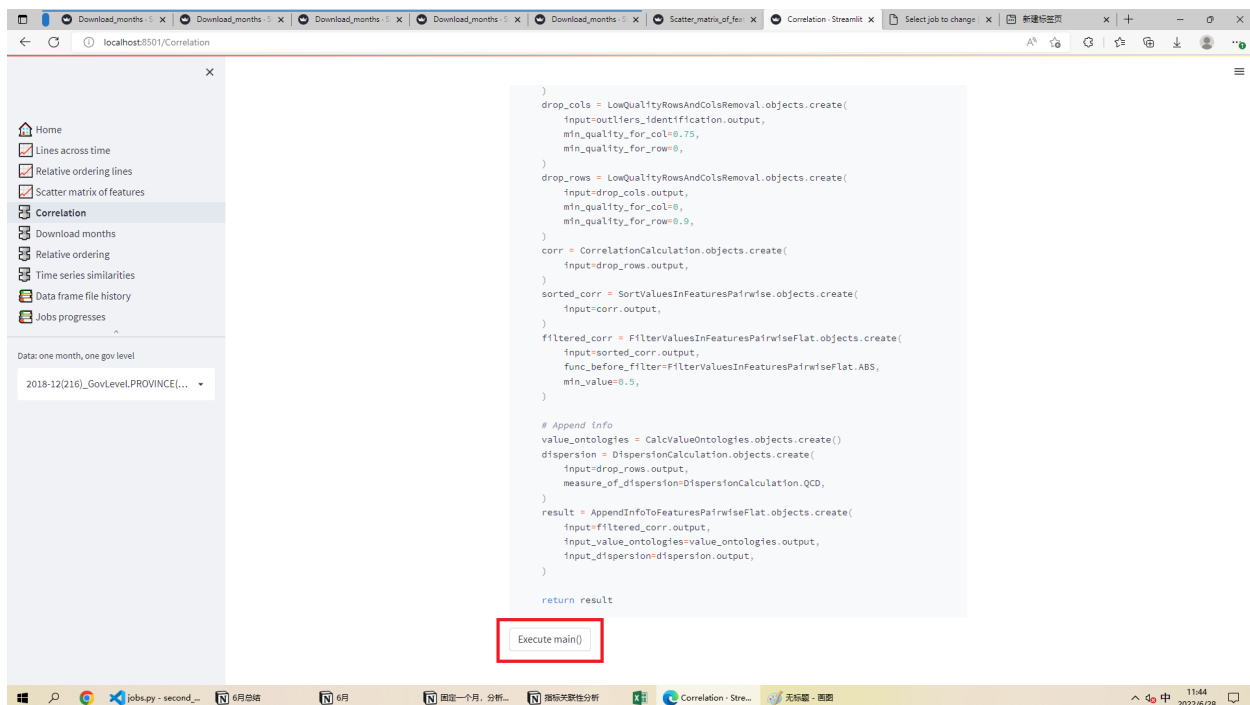 Download_months · S
Download_months · S
Download_months · S
Download_months · S
Download_months · S
Scatter_matrix_of_fea
Correlation · Streamlit
Select job to change
新建标签页
localhost:8501/Correlation
Home
Lines across time
Relative ordering lines
Scatter matrix of features
Correlation
Download months
Relative ordering
Time series similarities
Data frame file history
Jobs progresses
Data: one month, one gov level
2018-12(216)_GovLevel.PROVINCE(...
)
drop_cols = LowQualityRowsAndColsRemoval.objects.create(
input=outliers_identification.output,
min_quality_for_col=0.75,
min_quality_for_row=0,
)
drop_rows = LowQualityRowsAndColsRemoval.objects.create(
input=drop_cols.output,
min_quality_for_col=0,
min_quality_for_row=0.9,
)
corr = CorrelationCalculation.objects.create(
input=drop_rows.output,
)
sorted_corr = SortValuesInFeaturesPairwise.objects.create(
input=corr.output,
)
filtered_corr = FilterValuesInFeaturesPairwiseFlat.objects.create(
input=sorted_corr.output,
func_before_filter=FilterValuesInFeaturesPairwiseFlat.ABS,
min_value=0.5,
)
# Append info
value_ontologies = CalcValueOntologies.objects.create()
dispersion = DispersionCalculation.objects.create(
input=drop_rows.output,
measure_of_dispersion=DispersionCalculation.QCD,
)
result = AppendInfoToFeaturesPairwiseFlat.objects.create(
input=filtered_corr.output,
input_value_ontologies=value_ontologies.output,
input_dispersion=dispersion.output,
)
return result
Execute main()
jobs.py - second_...
6月总结
6月
固定一个月，分析...
指标关联性分析
Correlation · Stre...
无标题 - 画图
中
11:44
2022/6/28